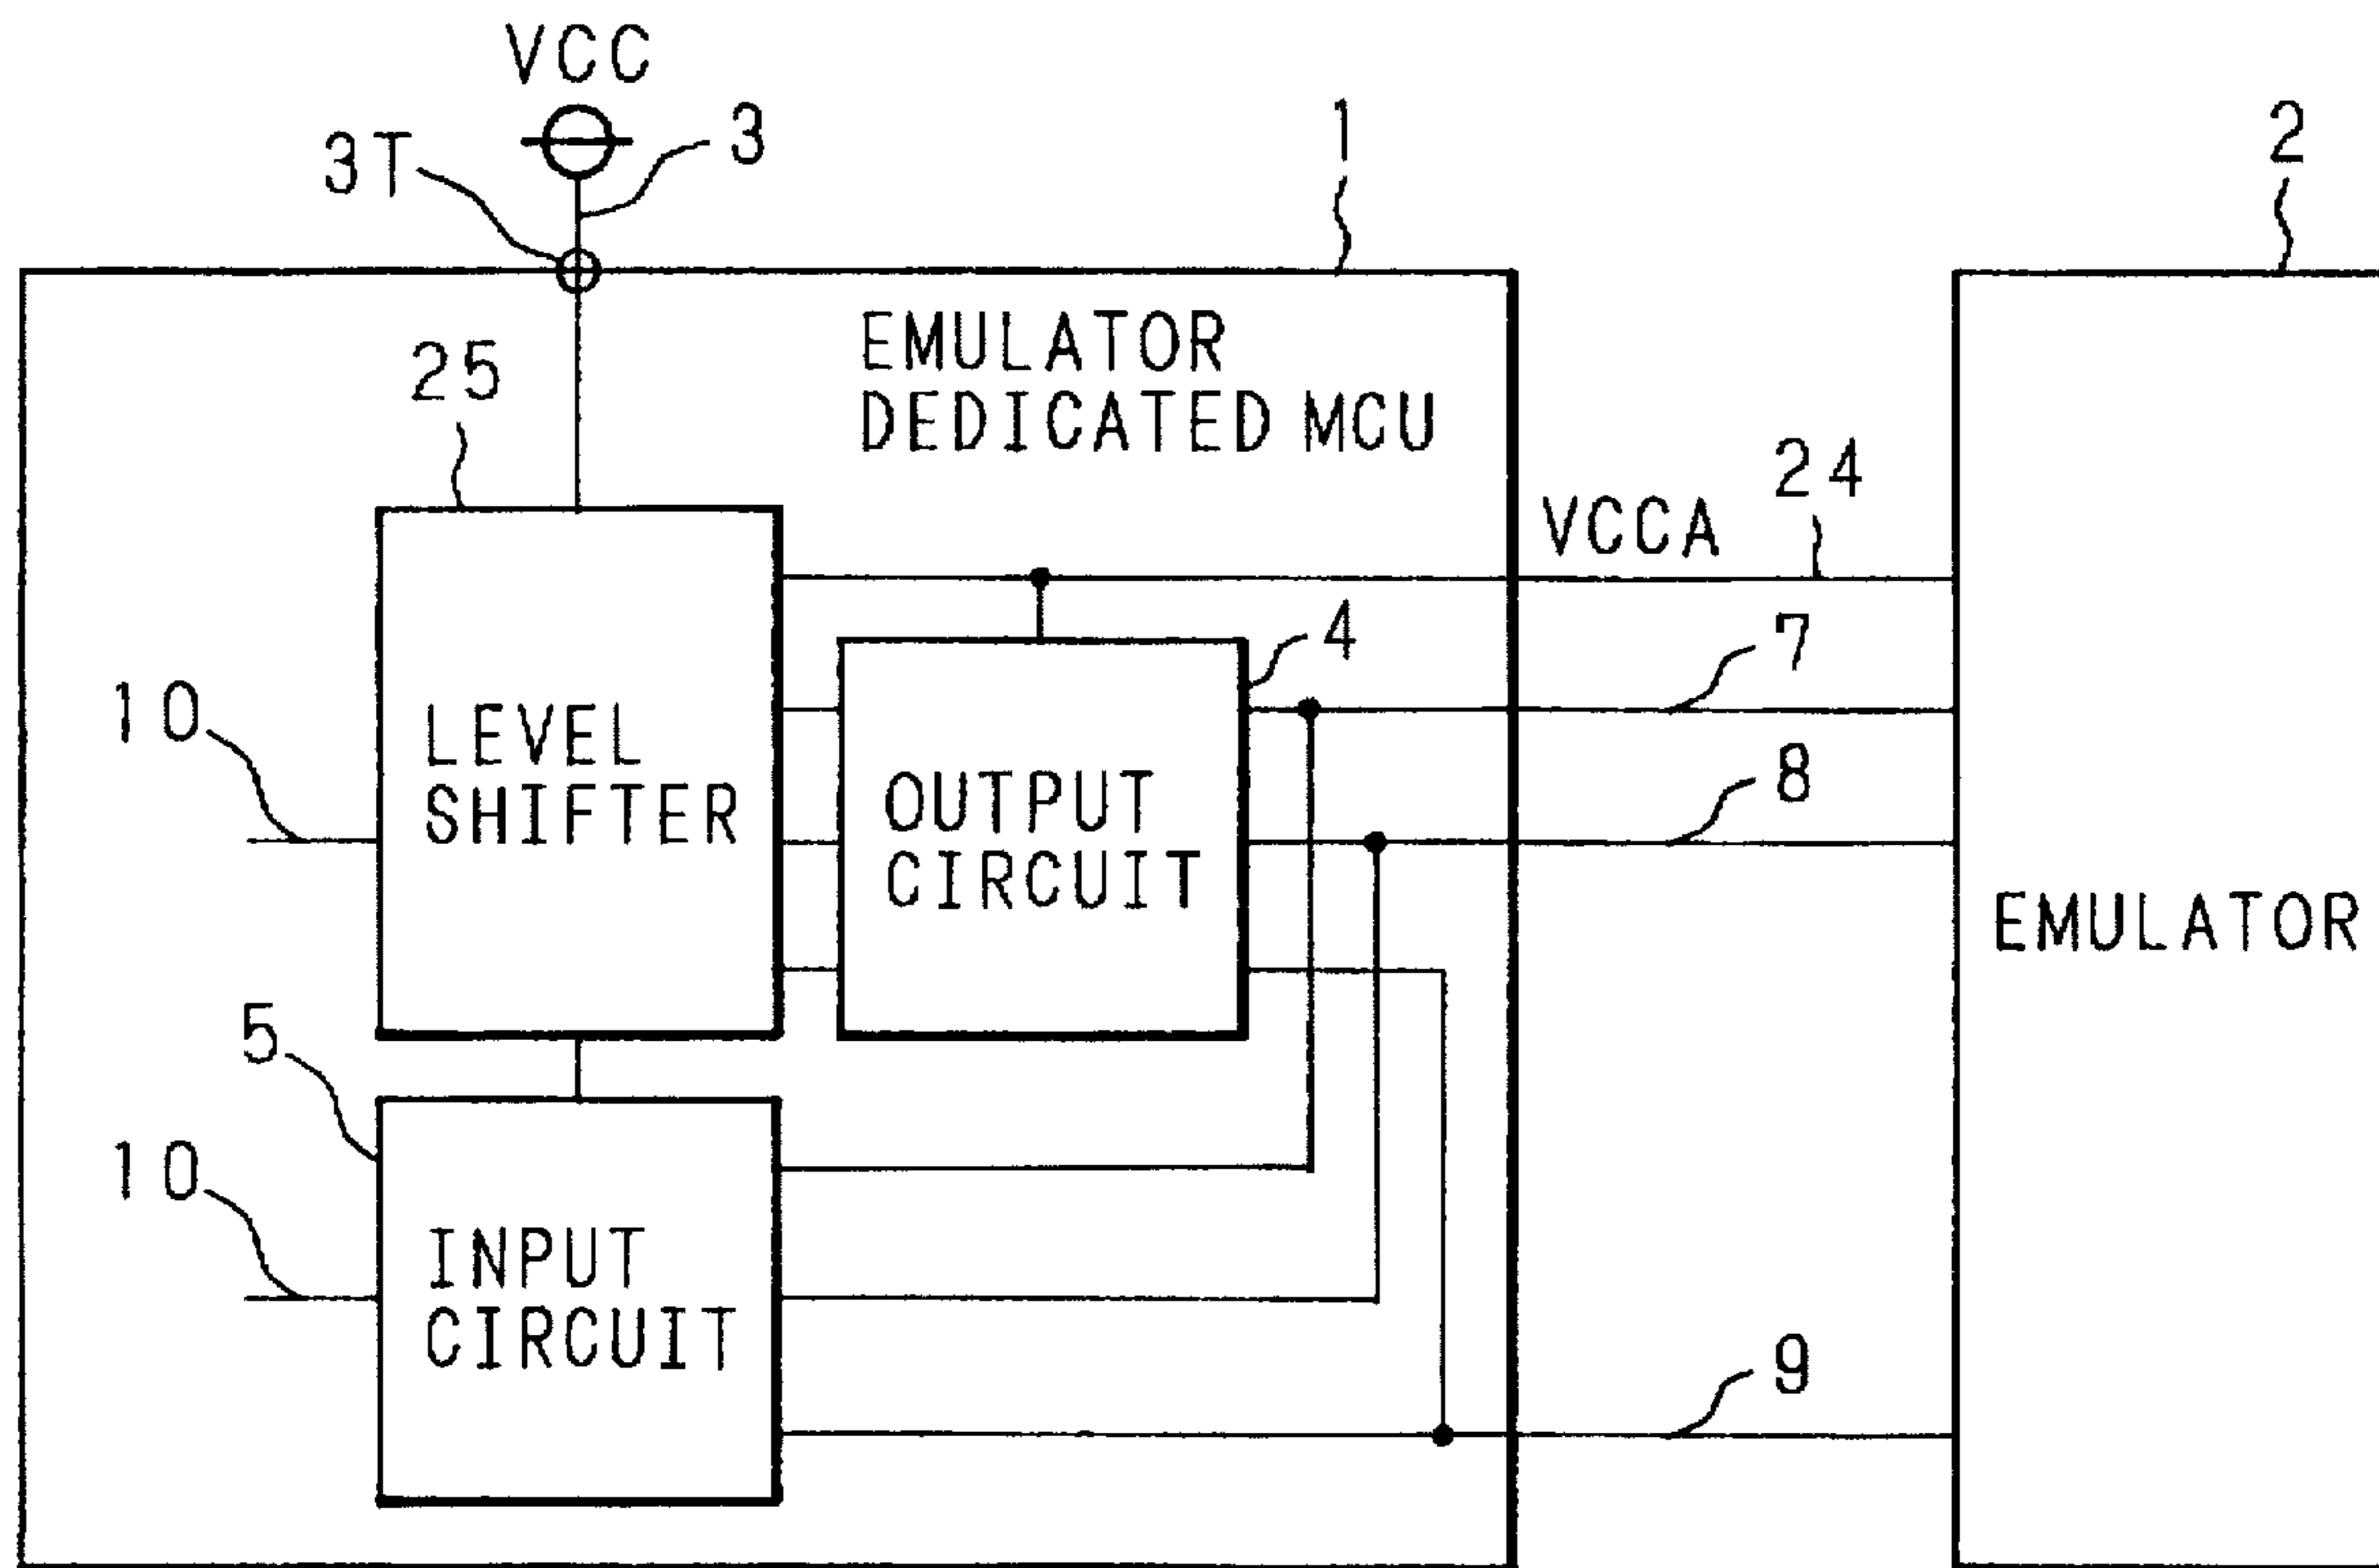 VCC
3T
3
1
2
EMULATOR
DEDICATED MCU
25
24
VCCA
4
7
10
LEVEL
SHIFTER
8
OUTPUT
CIRCUIT
EMULATOR
5
10
INPUT
CIRCUIT
9